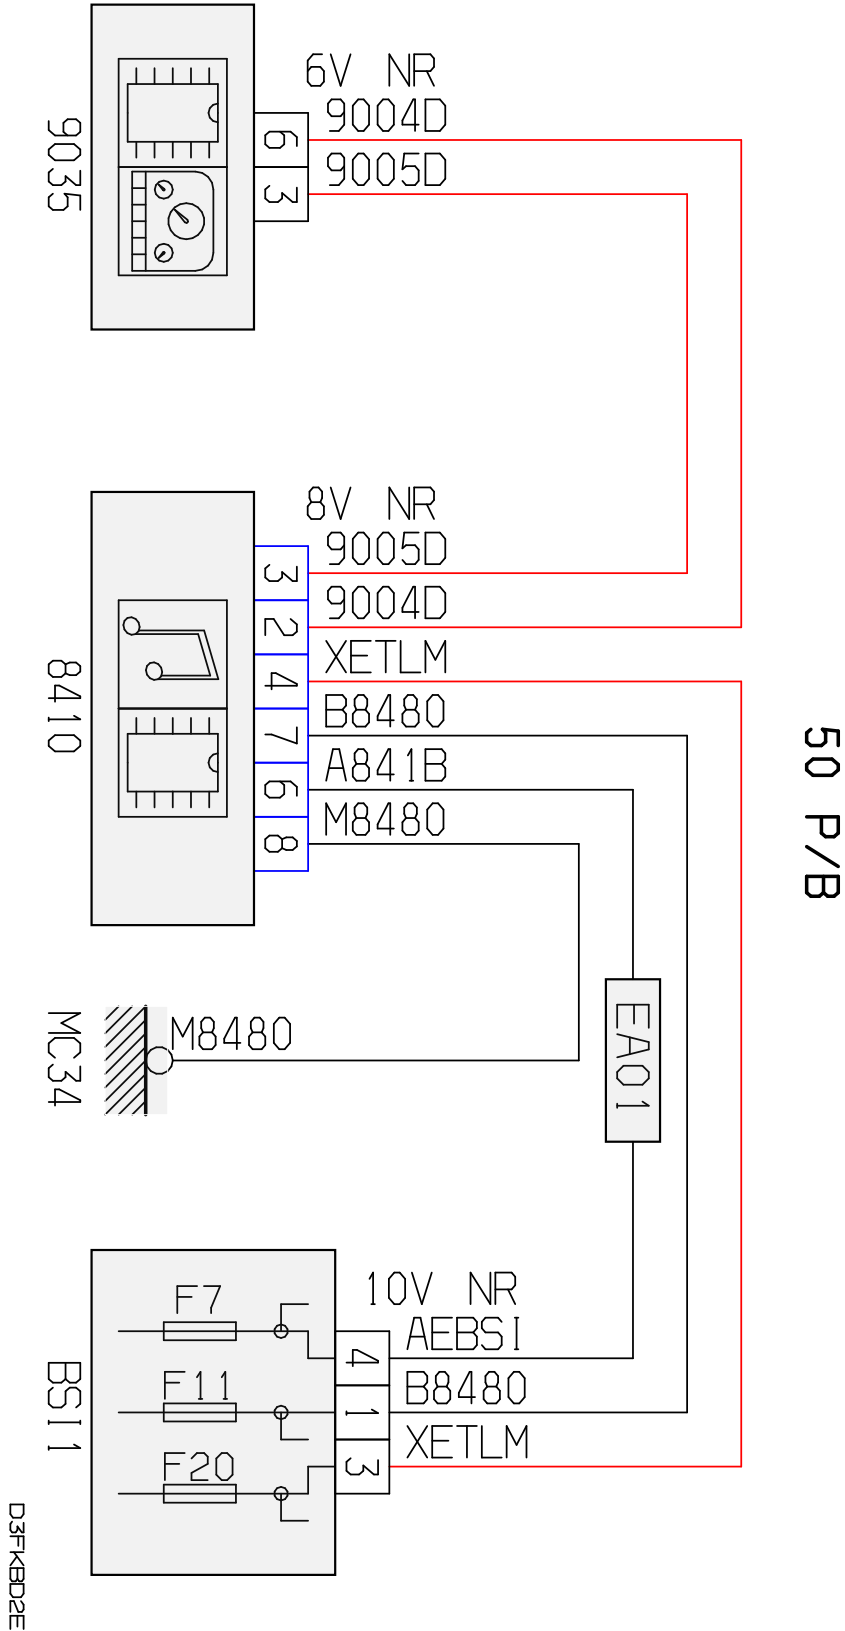 6V NR
9004D
6
9005D
3
9035
8V NR
9005D
3
9004D
2
XETLM
4
B8480
7
A841B
6
M8480
8
8410
50 P/B
EA01
M8480
MC34
10V NR
AEBSI
4
B8480
1
XETLM
3
F7
F11
F20
BSI1
D3FKBD2E